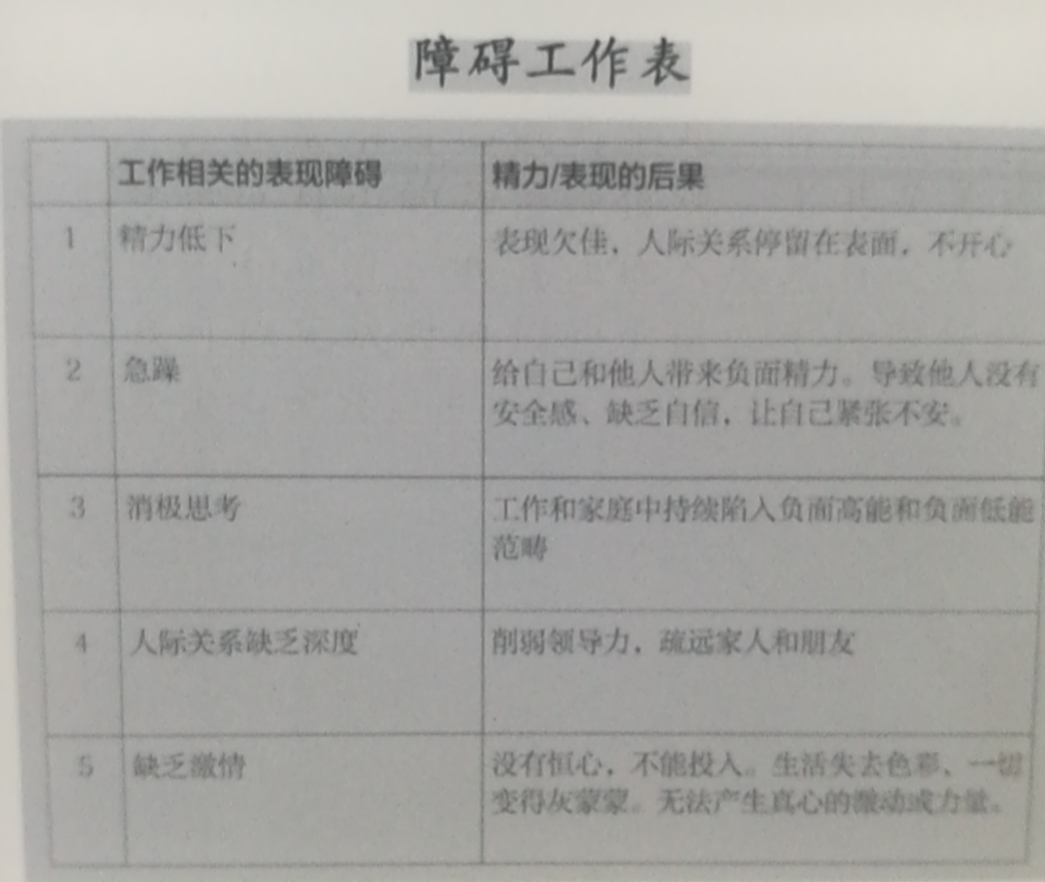 障碍工作表
工作相关的表现障碍 精力/表现的后果
1 精力低下 表现欠佳，人际关系停留在表面，不开心
2 急躁 给自己和他人带来负面精力。导致他人没有
安全感、缺乏自信，让自己紧张不安。
3 消极思考 工作和家庭中持续陷入负面高能和负面低能
范畴
4 人际关系缺乏深度 削弱领导力，疏远家人和朋友
5 缺乏激情 没有恒心，不能投入。生活失去色彩，一切
变得灰蒙蒙。无法产生真心的激动或力量。